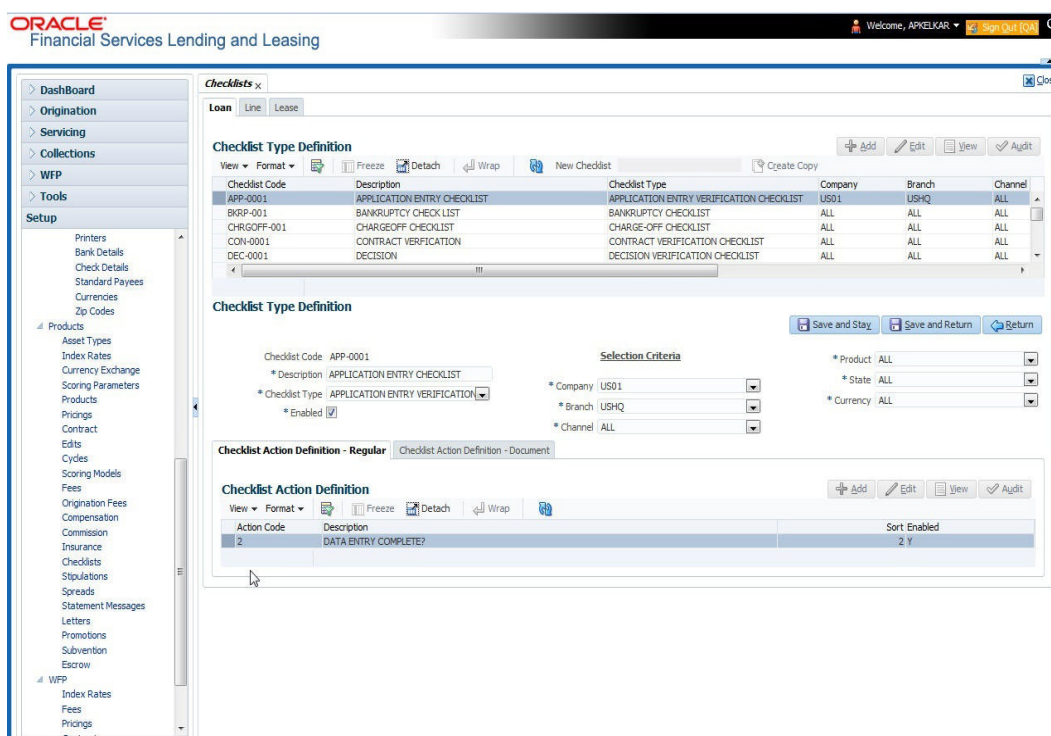 ORACLE
Financial Services Lending and Leasing
Welcome, APKELKAR
Sign Out [QA]
DashBoard
Origination
Servicing
Collections
WFP
Tools
Setup
Printers
Bank Details
Check Details
Standard Payees
Currencies
Zip Codes
Products
Asset Types
Index Rates
Currency Exchange
Scoring Parameters
Products
Pricings
Contract
Edits
Cycles
Scoring Models
Fees
Origination Fees
Compensation
Commission
Insurance
Checklists
Stipulations
Spreads
Statement Messages
Letters
Promotions
Subvention
Escrow
WFP
Index Rates
Fees
Pricings
Checklists
Loan Line Lease
Checklist Type Definition
Add Edit View Audit
View Format Freeze Detach Wrap New Checklist Create Copy
Checklist Code Description Checklist Type Company Branch Channel
APP-0001 APPLICATION ENTRY CHECKLIST APPLICATION ENTRY VERIFICATION CHECKLIST US01 USHQ ALL
BKRP-001 BANKRUPTCY CHECK LIST BANKRUPTCY CHECKLIST ALL ALL ALL
CHRGOFF-001 CHARGEOFF CHECKLIST CHARGE-OFF CHECKLIST ALL ALL ALL
CON-0001 CONTRACT VERFICATION CONTRACT VERIFICATION CHECKLIST ALL ALL ALL
DEC-0001 DECISION DECISION VERIFICATION CHECKLIST ALL ALL ALL
Checklist Type Definition
Save and Stay Save and Return Return
Checklist Code APP-0001
* Description APPLICATION ENTRY CHECKLIST
* Checklist Type APPLICATION ENTRY VERIFICATION
* Enabled
Selection Criteria
* Company US01
* Branch USHQ
* Channel ALL
* Product ALL
* State ALL
* Currency ALL
Checklist Action Definition - Regular Checklist Action Definition - Document
Checklist Action Definition
Add Edit View Audit
View Format Freeze Detach Wrap
Action Code Description Sort Enabled
2 DATA ENTRY COMPLETE? 2 Y